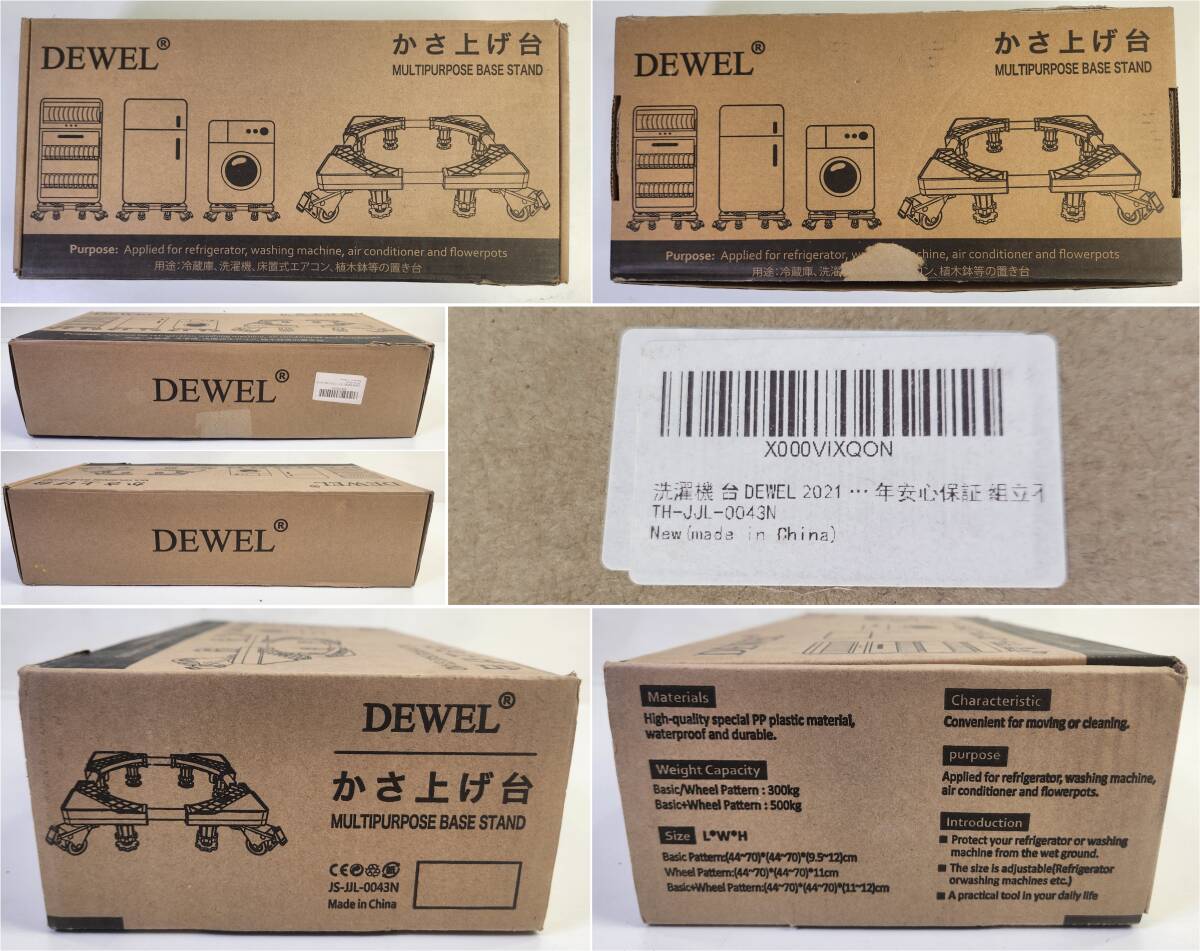 DEWEL®
かさ上げ台
MULTIPURPOSE BASE STAND
Purpose: Applied for refrigerator, washing machine, air conditioner and flowerpots
用途:冷蔵庫、洗濯機、床置式エアコン、植木鉢等の置き台
DEWEL®
かさ上げ台
MULTIPURPOSE BASE STAND
Purpose: Applied for refrigerator, chine, air conditioner and flowerpots
用途:冷蔵庫、洗濯 コン、植木鉢等の置き台
DEWEL®
DEWEL®
X000VIXQON
洗濯機 台 DEWEL 2021 … 年安心保証 組立不
TH-JJL-0043N
New(made in China)
DEWEL®
かさ上げ台
MULTIPURPOSE BASE STAND
CE
JS-JJL-0043N
Made in China
Materials
High-quality special PP plastic material,
waterproof and durable.
Weight Capacity
Basic/Wheel Pattern : 300kg
Basic+Wheel Pattern : 500kg
Size L*W*H
Basic Pattern:(44~70)*(44~70)*(9.5~12)cm
Wheel Pattern:(44~70)*(44~70)*11cm
Basic+Wheel Pattern:(44~70)*(44~70)*(11~12)cm
Characteristic
Convenient for moving or cleaning.
purpose
Applied for refrigerator, washing machine,
air conditioner and flowerpots.
Introduction
■ Protect your refrigerator or washing
machine from the wet ground.
■ The size is adjustable(Refrigerator
orwashing machines etc.)
■ A practical tool in your daily life